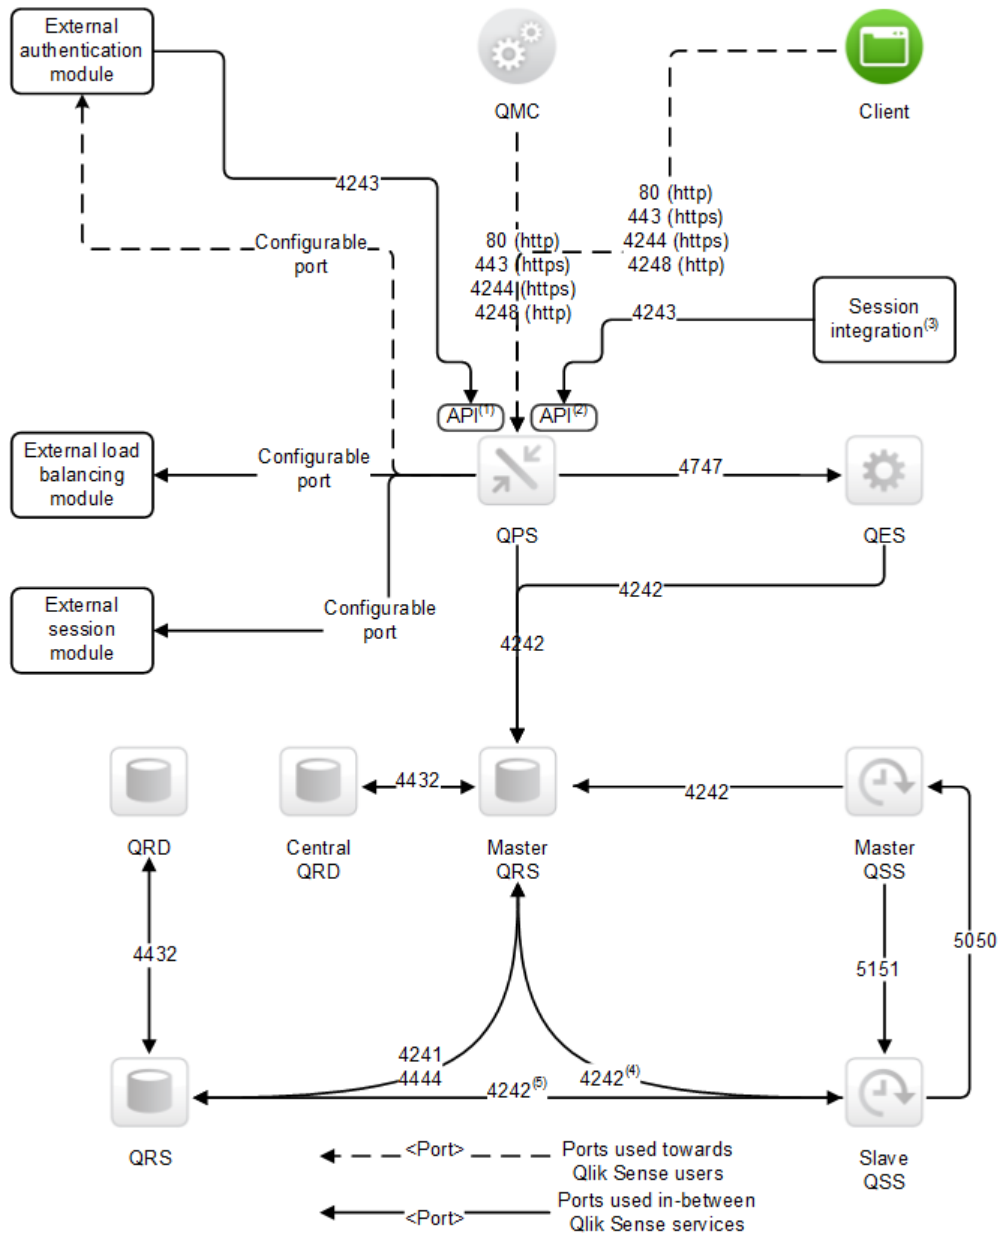 External
authentication
module
QMC
Client
4243
80 (http)
443 (https)
4244 (https)
4248 (http)
Configurable
port
80 (http)
443 (https)
4244 (https)
4248 (http)
4243
Session
integration(3)
API(1)
API(2)
External load
balancing
module
Configurable
port
4747
QPS
QES
External
session
module
Configurable
port
4242
4242
4432
4242
QRD
Central
QRD
Master
QRS
Master
QSS
4432
5151
5050
4241
4444
4242(5)
4242(4)
QRS
Slave
QSS
<Port>
Ports used towards
Qlik Sense users
<Port>
Ports used in-between
Qlik Sense services